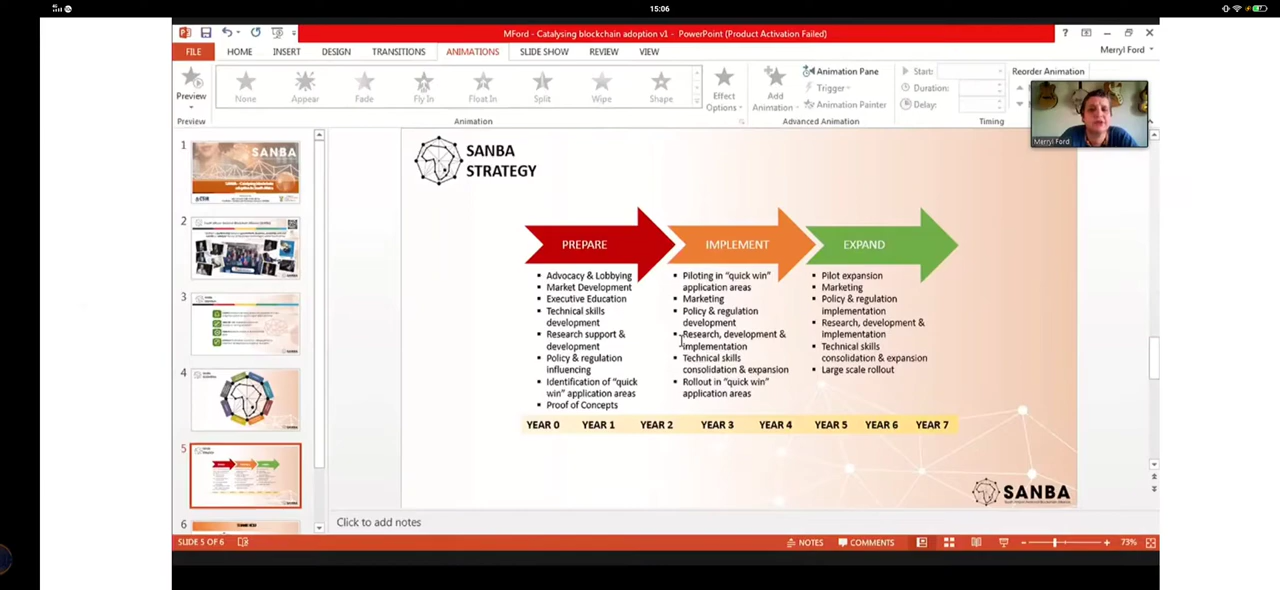 15:06
MFord - Catalysing blockchain adoption v1 - PowerPoint (Product Activation Failed)
FILE HOME INSERT DESIGN TRANSITIONS ANIMATIONS SLIDE SHOW REVIEW VIEW
Merryl Ford
Preview
None Appear Fade Fly In Float In Split Wipe Shape
Effect Options
Add Animation
Animation Pane
Trigger
Animation Painter
Start:
Duration:
Delay:
Reorder Animation
Preview
Animation
Advanced Animation
Timing
Merryl Ford
1
SANBA
2
3
4
5
6
SANBA
STRATEGY
PREPARE
Advocacy & Lobbying
Market Development
Executive Education
Technical skills
development
Research support &
development
Policy & regulation
influencing
Identification of "quick
win" application areas
Proof of Concepts
IMPLEMENT
Piloting in "quick win"
application areas
Marketing
Policy & regulation
development
Research, development &
implementation
Technical skills
consolidation & expansion
Rollout in "quick win"
application areas
EXPAND
Pilot expansion
Marketing
Policy & regulation
implementation
Research, development &
implementation
Technical skills
consolidation & expansion
Large scale rollout
YEAR 0 YEAR 1 YEAR 2 YEAR 3 YEAR 4 YEAR 5 YEAR 6 YEAR 7
SANBA
Click to add notes
SLIDE 5 OF 6
NOTES COMMENTS 73%